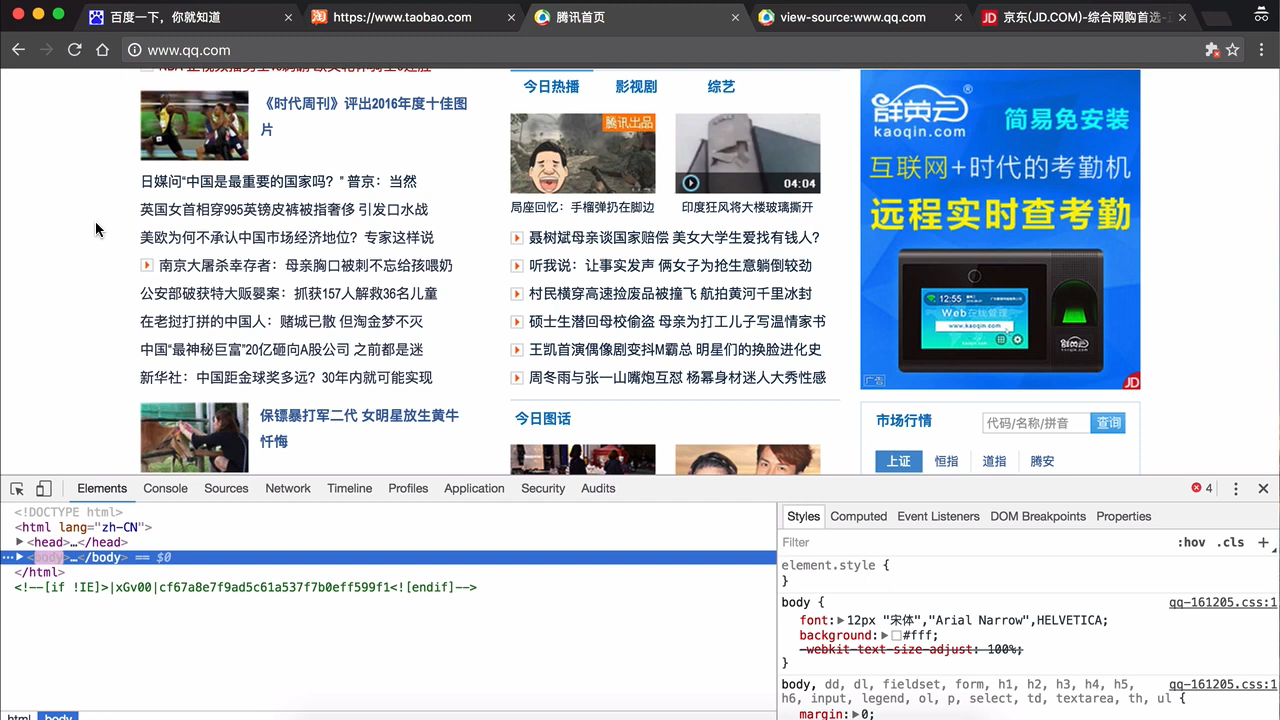 百度一下，你就知道
https://www.taobao.com
腾讯首页
view-source:www.qq.com
京东(JD.COM)-综合网购首选-
www.qq.com
《时代周刊》评出2016年度十佳图
片
日媒问“中国是最重要的国家吗？” 普京：当然
英国女首相穿995英镑皮裤被指奢侈 引发口水战
美欧为何不承认中国市场经济地位？专家这样说
南京大屠杀幸存者：母亲胸口被刺不忘给孩喂奶
公安部破获特大贩婴案：抓获157人解救36名儿童
在老挝打拼的中国人：赌城已散 但淘金梦不灭
中国“最神秘巨富”20亿砸向A股公司 之前都是迷
新华社：中国距金球奖多远？30年内就可能实现
保镖暴打军二代 女明星放生黄牛
忏悔
今日热播 影视剧 综艺
腾讯出品
04:04
局座回忆：手榴弹扔在脚边 印度狂风将大楼玻璃撕开
聂树斌母亲谈国家赔偿 美女大学生爱找有钱人?
听我说：让事实发声 俩女子为抢生意躺倒较劲
村民横穿高速捡废品被撞飞 航拍黄河千里冰封
硕士生潜回母校偷盗 母亲为打工儿子写温情家书
王凯首演偶像剧变抖M霸总 明星们的换脸进化史
周冬雨与张一山嘴炮互怼 杨幂身材迷人大秀性感
今日图话
群英云®
kaoqin.com
简易免安装
互联网+时代的考勤机
远程实时查考勤
12:55
Web在线管理
www.kaoqin.com
kaoqin.com
群英云
广告
JD
市场行情
代码/名称/拼音
查询
上证 恒指 道指 腾安
Elements Console Sources Network Timeline Profiles Application Security Audits
4
<!DOCTYPE html>
<html lang="zh-CN">
<head>…</head>
<body>…</body> == $0
</html>
<!--[if !IE]>|xGv00|cf67a8e7f9ad5c61a537f7b0eff599f1<![endif]-->
html body
Styles Computed Event Listeners DOM Breakpoints Properties
Filter
:hov .cls +
element.style {
}
body { qq-161205.css:1
font: 12px "宋体","Arial Narrow",HELVETICA;
background: #fff;
-webkit-text-size-adjust: 100%;
}
body, dd, dl, fieldset, form, h1, h2, h3, h4, h5, qq-161205.css:1
h6, input, legend, ol, p, select, td, textarea, th, ul {
margin: 0;